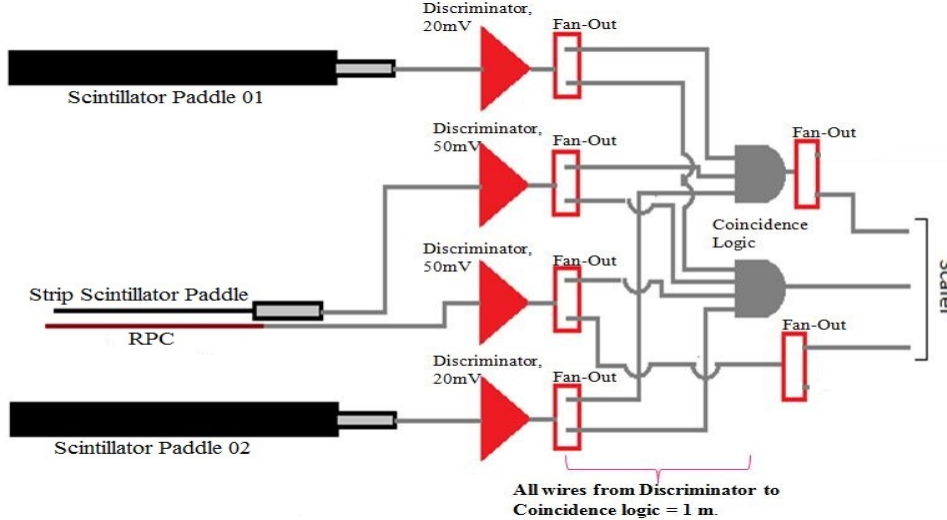 Discriminator,
20mV
Fan-Out
Scintillator Paddle 01
Discriminator,
50mV
Fan-Out
Fan-Out
Coincidence
Logic
Discriminator,
50mV
Fan-Out
Strip Scintillator Paddle
RPC
Scaler
Fan-Out
Discriminator,
20mV
Fan-Out
Scintillator Paddle 02
All wires from Discriminator to
Coincidence logic = 1 m.